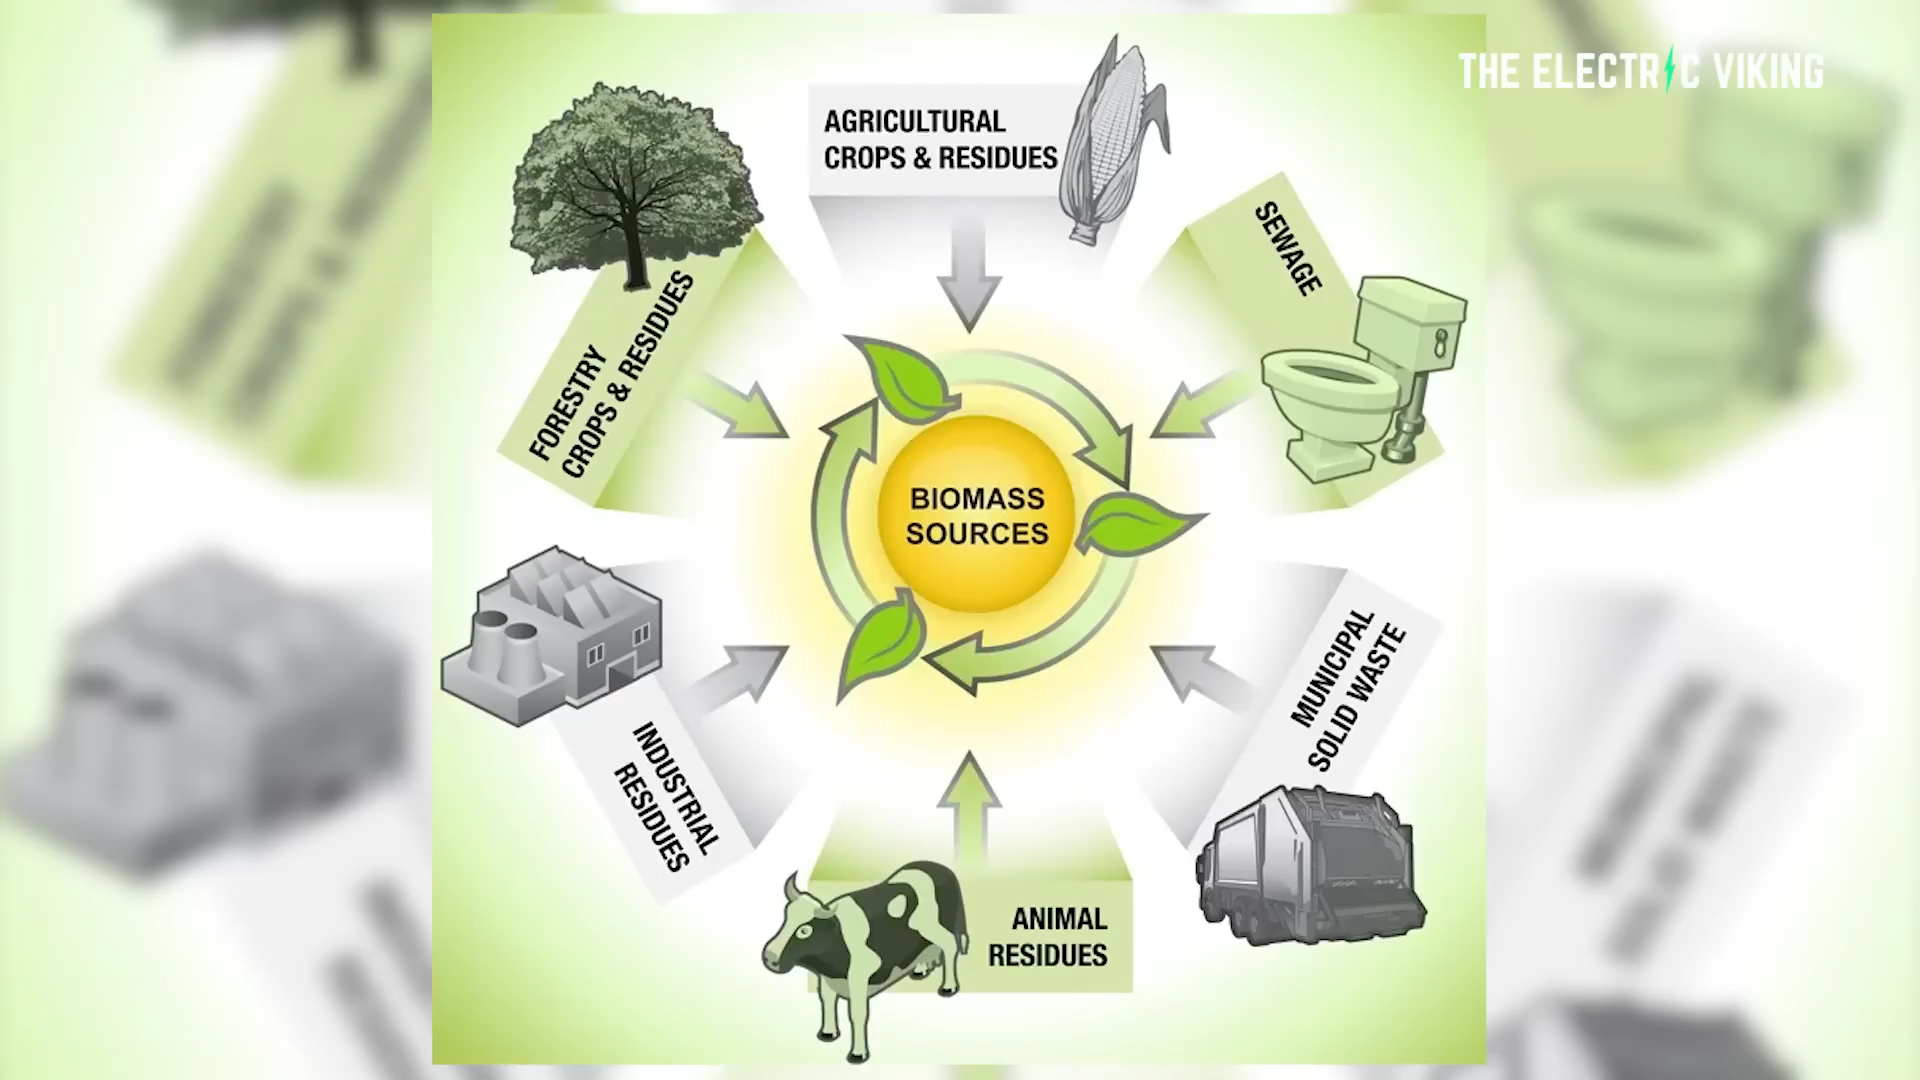 THE ELECTRIC VIKING
AGRICULTURAL
CROPS & RESIDUES
SEWAGE
FORESTRY
CROPS & RESIDUES
BIOMASS
SOURCES
MUNICIPAL
SOLID WASTE
INDUSTRIAL
RESIDUES
ANIMAL
RESIDUES